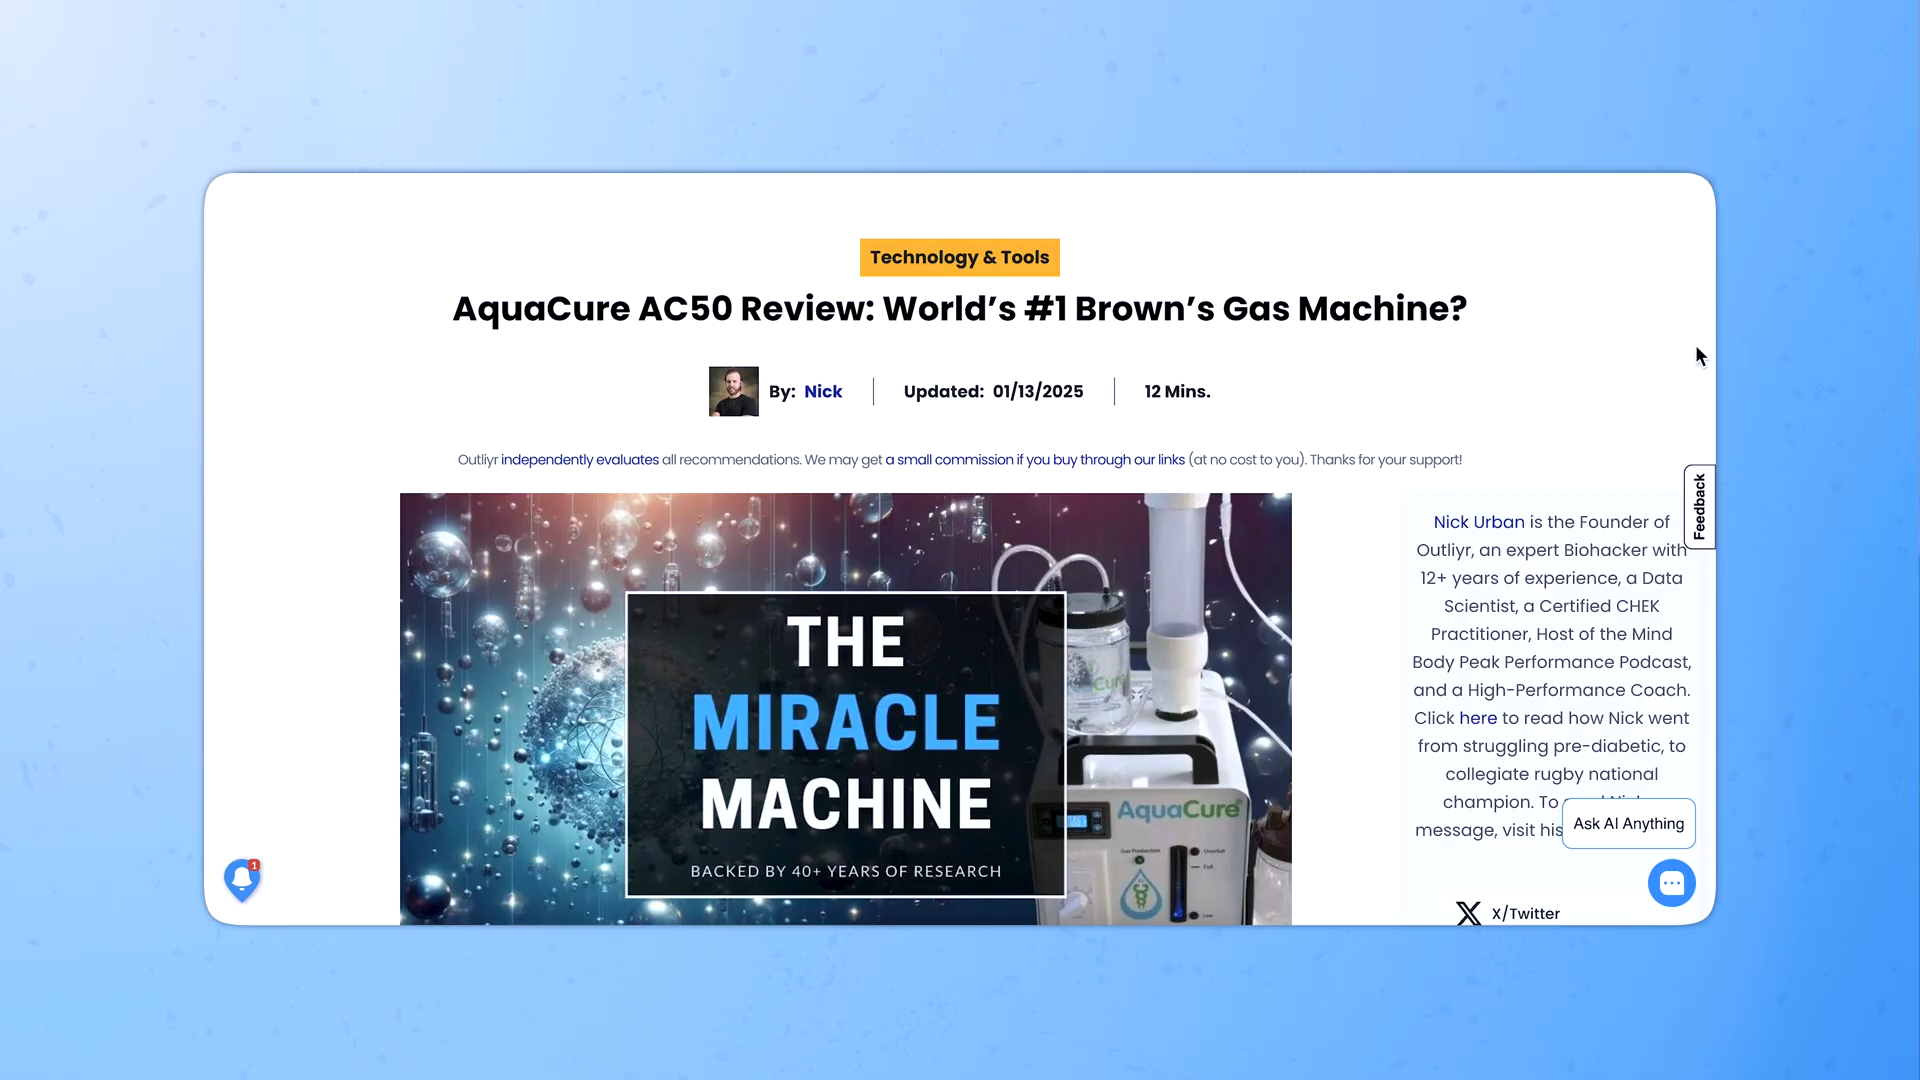 Technology & Tools
AquaCure AC50 Review: World's #1 Brown's Gas Machine?
By: Nick
Updated: 01/13/2025
12 Mins.
Outliyr independently evaluates all recommendations. We may get a small commission if you buy through our links (at no cost to you). Thanks for your support!
Feedback
THE
MIRACLE
MACHINE
BACKED BY 40+ YEARS OF RESEARCH
AquaCure®
Gas Production
Overfull
Full
Low
Nick Urban is the Founder of
Outliyr, an expert Biohacker with
12+ years of experience, a Data
Scientist, a Certified CHEK
Practitioner, Host of the Mind
Body Peak Performance Podcast,
and a High-Performance Coach.
Click here to read how Nick went
from struggling pre-diabetic, to
collegiate rugby national
champion. To
message, visit his
Ask AI Anything
X/Twitter
1